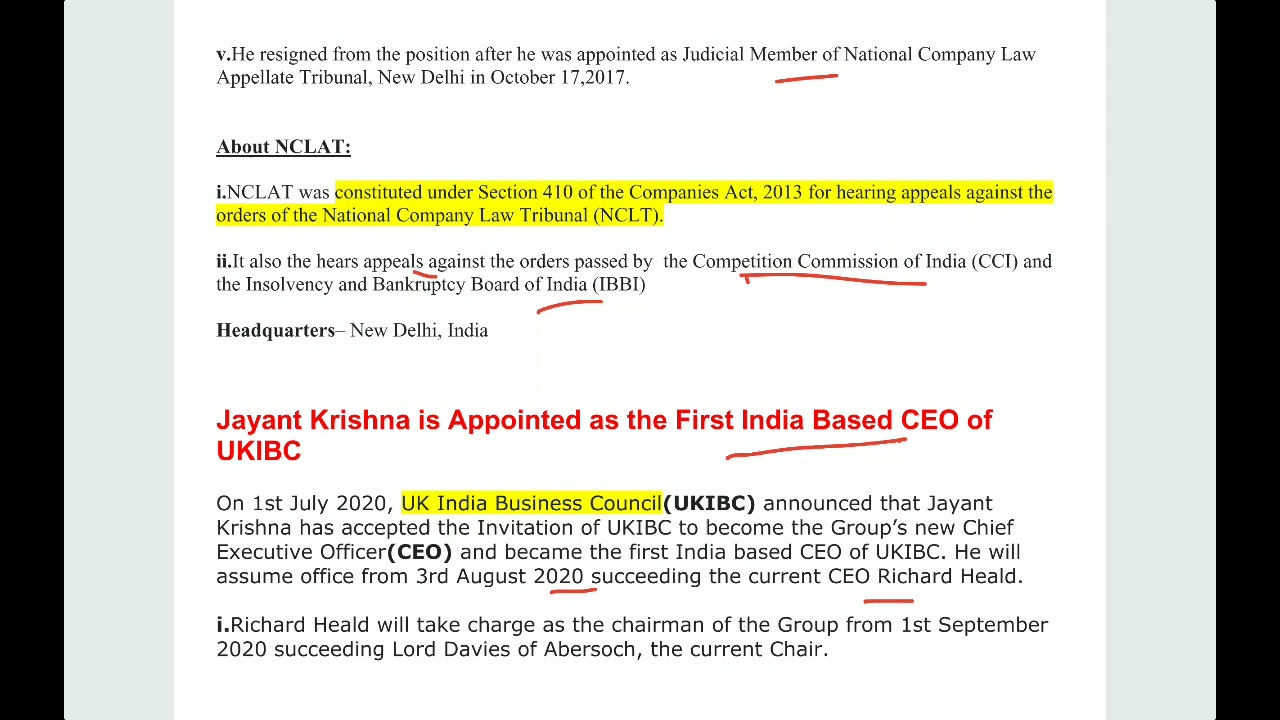 v.He resigned from the position after he was appointed as Judicial Member of National Company Law
Appellate Tribunal, New Delhi in October 17,2017.
About NCLAT:
i.NCLAT was constituted under Section 410 of the Companies Act, 2013 for hearing appeals against the
orders of the National Company Law Tribunal (NCLT).
ii.It also the hears appeals against the orders passed by the Competition Commission of India (CCI) and
the Insolvency and Bankruptcy Board of India (IBBI)
Headquarters– New Delhi, India
Jayant Krishna is Appointed as the First India Based CEO of
UKIBC
On 1st July 2020, UK India Business Council(UKIBC) announced that Jayant
Krishna has accepted the Invitation of UKIBC to become the Group’s new Chief
Executive Officer(CEO) and became the first India based CEO of UKIBC. He will
assume office from 3rd August 2020 succeeding the current CEO Richard Heald.
i.Richard Heald will take charge as the chairman of the Group from 1st September
2020 succeeding Lord Davies of Abersoch, the current Chair.